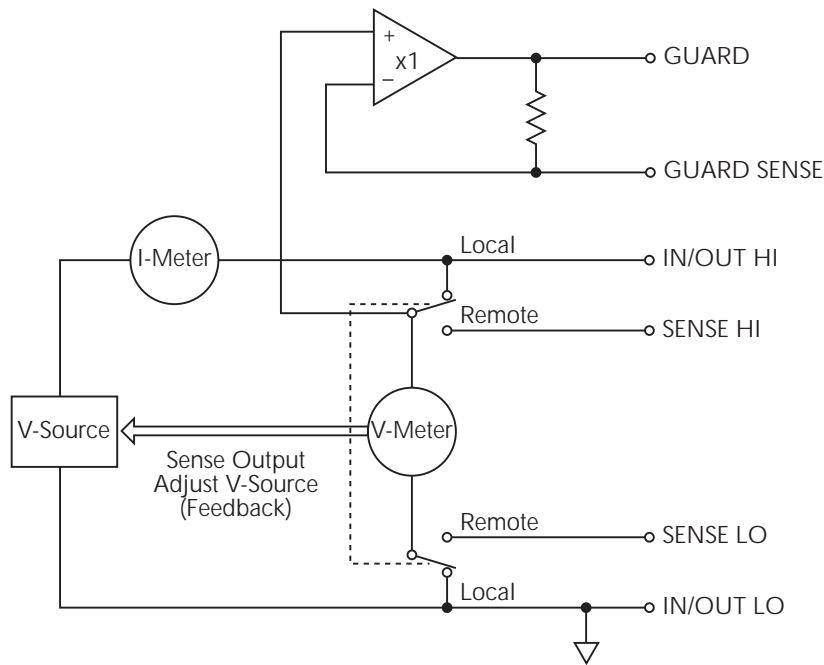 +
x1
−
GUARD
GUARD SENSE
I-Meter
Local
IN/OUT HI
Remote
SENSE HI
V-Source
V-Meter
Sense Output
Adjust V-Source
(Feedback)
Remote
SENSE LO
Local
IN/OUT LO